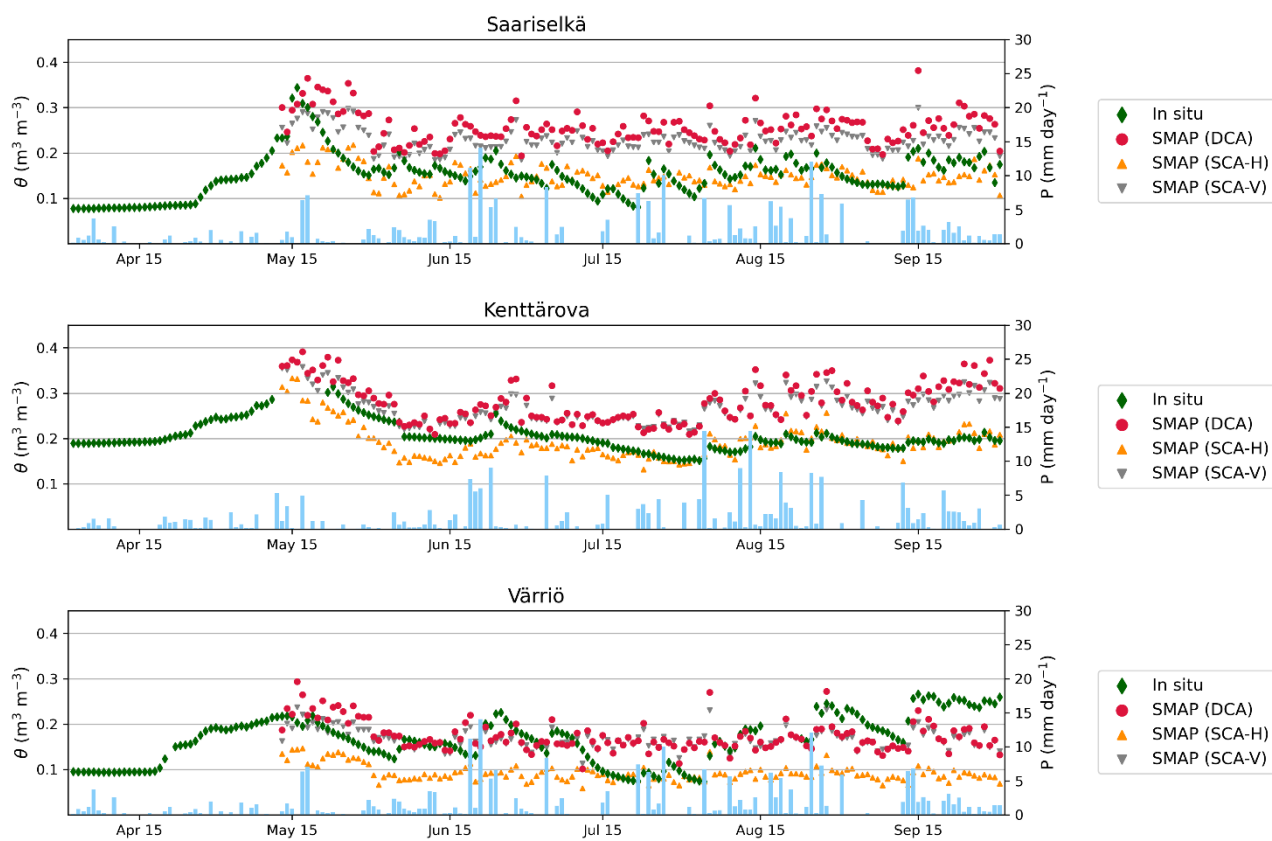 Saariselkä
0.4
0.3
0.2
0.1
θ (m³ m⁻³)
30
25
20
15
10
5
0
P (mm day⁻¹)
Apr 15 May 15 Jun 15 Jul 15 Aug 15 Sep 15
In situ
SMAP (DCA)
SMAP (SCA-H)
SMAP (SCA-V)
Kenttärova
0.4
0.3
0.2
0.1
θ (m³ m⁻³)
30
25
20
15
10
5
0
P (mm day⁻¹)
Apr 15 May 15 Jun 15 Jul 15 Aug 15 Sep 15
In situ
SMAP (DCA)
SMAP (SCA-H)
SMAP (SCA-V)
Värriö
0.4
0.3
0.2
0.1
θ (m³ m⁻³)
30
25
20
15
10
5
0
P (mm day⁻¹)
Apr 15 May 15 Jun 15 Jul 15 Aug 15 Sep 15
In situ
SMAP (DCA)
SMAP (SCA-H)
SMAP (SCA-V)